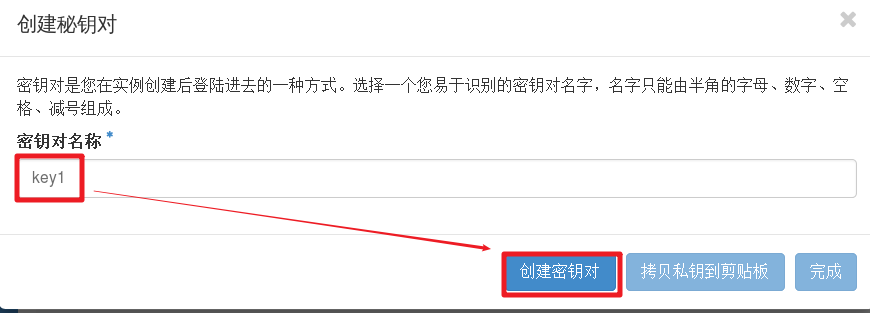 创建秘钥对
密钥对是您在实例创建后登陆进去的一种方式。选择一个您易于识别的密钥对名字，名字只能由半角的字母、数字、空
格、减号组成。
密钥对名称 *
key1
创建密钥对 拷贝私钥到剪贴板 完成